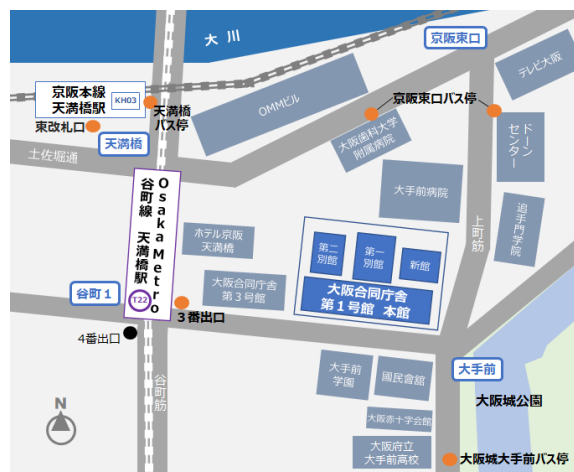 大 川
京阪東口
テレビ大阪
京阪本線
天満橋駅
KH03
天満橋
バス停
東改札口
天満橋
OMMビル
京阪東口バス停
大阪歯科大学
附属病院
ドーン
センター
土佐堀通
大手前病院
上町筋
追手門学院
Osaka Metro
谷町線 天満橋駅
T22
ホテル京阪
天満橋
第二
別館
第一
別館
新館
大阪合同庁舎
第1号館 本館
大阪合同庁舎
第3号館
谷町1
3番出口
4番出口
谷町筋
大手前
学園
國民會館
大手前
大阪城公園
大阪赤十字会館
大阪府立
大手前高校
大阪城大手前バス停
N